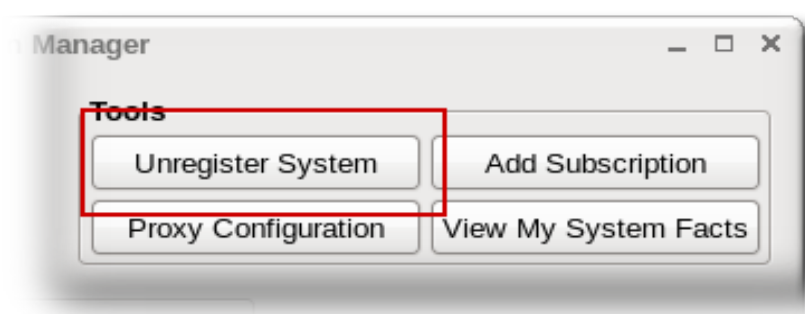 Manager
Tools
Unregister System
Add Subscription
Proxy Configuration
View My System Facts